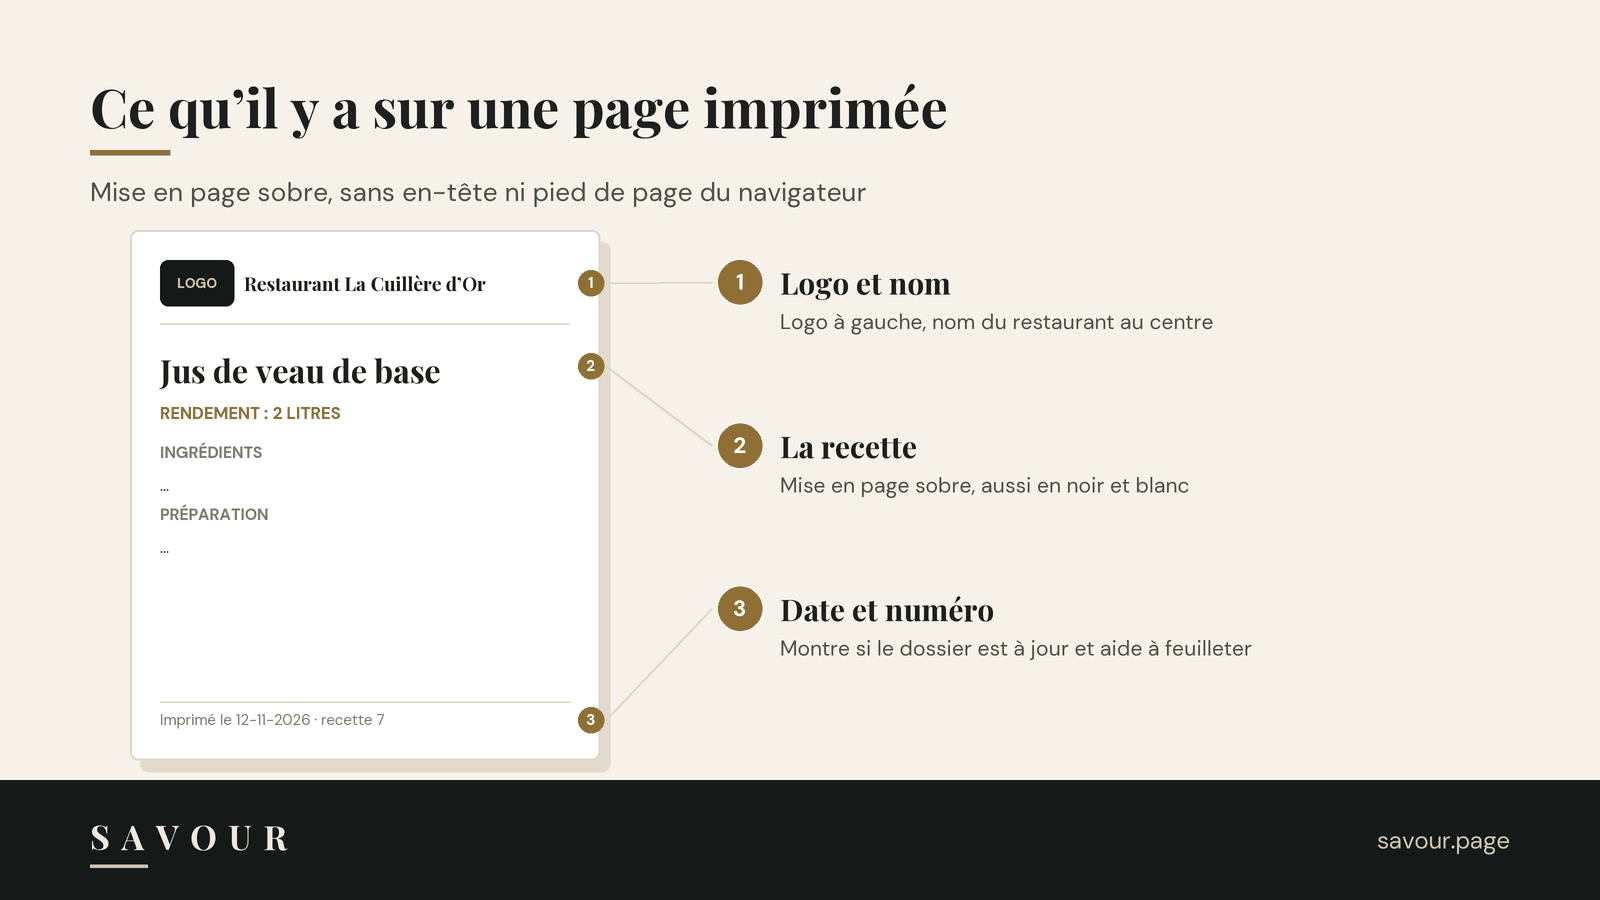 Ce qu’il y a sur une page imprimée
Mise en page sobre, sans en-tête ni pied de page du navigateur
LOGO
Restaurant La Cuillère d’Or
1
Jus de veau de base
2
RENDEMENT : 2 LITRES
INGRÉDIENTS
...
PRÉPARATION
...
Imprimé le 12-11-2026 · recette 7
3
1
Logo et nom
Logo à gauche, nom du restaurant au centre
2
La recette
Mise en page sobre, aussi en noir et blanc
3
Date et numéro
Montre si le dossier est à jour et aide à feuilleter
SAVOUR
savour.page